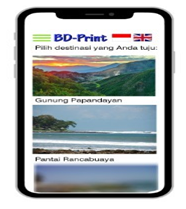 BD-Print
Pilih destinasi yang Anda tuju:
Gunung Papandayan
Pantai Rancabuaya